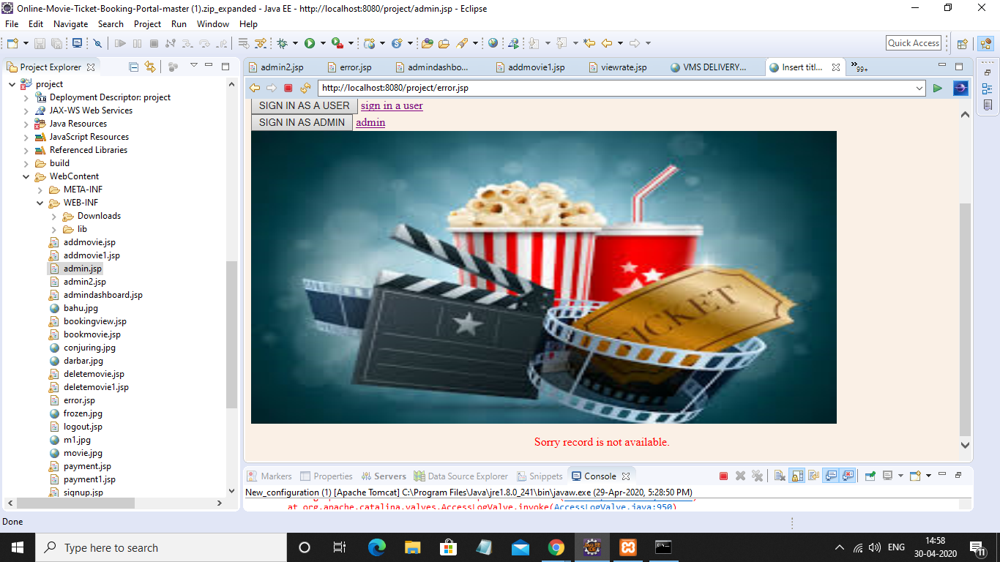 Online-Movie-Ticket-Booking-Portal-master (1).zip_expanded - Java EE - http://localhost:8080/project/admin.jsp - Eclipse
File Edit Navigate Search Project Run Window Help
Quick Access
Project Explorer
admin2.jsp error.jsp admindashbo... addmovie1.jsp viewrate.jsp VMS DELIVERY... Insert titl... »99+
http://localhost:8080/project/error.jsp
project
Deployment Descriptor: project
JAX-WS Web Services
Java Resources
JavaScript Resources
Referenced Libraries
build
WebContent
META-INF
WEB-INF
Downloads
lib
addmovie.jsp
addmovie1.jsp
admin.jsp
admin2.jsp
admindashboard.jsp
bahu.jpg
bookingview.jsp
bookmovie.jsp
conjuring.jpg
darbar.jpg
deletemovie.jsp
deletemovie1.jsp
error.jsp
frozen.jpg
logout.jsp
m1.jpg
movie.jpg
payment.jsp
payment1.jsp
signup.jsp
SIGN IN AS A USER sign in a user
SIGN IN AS ADMIN admin
TICKET
Sorry record is not available.
Markers Properties Servers Data Source Explorer Snippets Console
New_configuration (1) [Apache Tomcat] C:\Program Files\Java\jre1.8.0_241\bin\javaw.exe (29-Apr-2020, 5:28:50 PM)
at org.apache.catalina.valves.AccessLogValve.invoke(AccessLogValve.java:950)
Done
Type here to search
ENG
14:58
30-04-2020
11